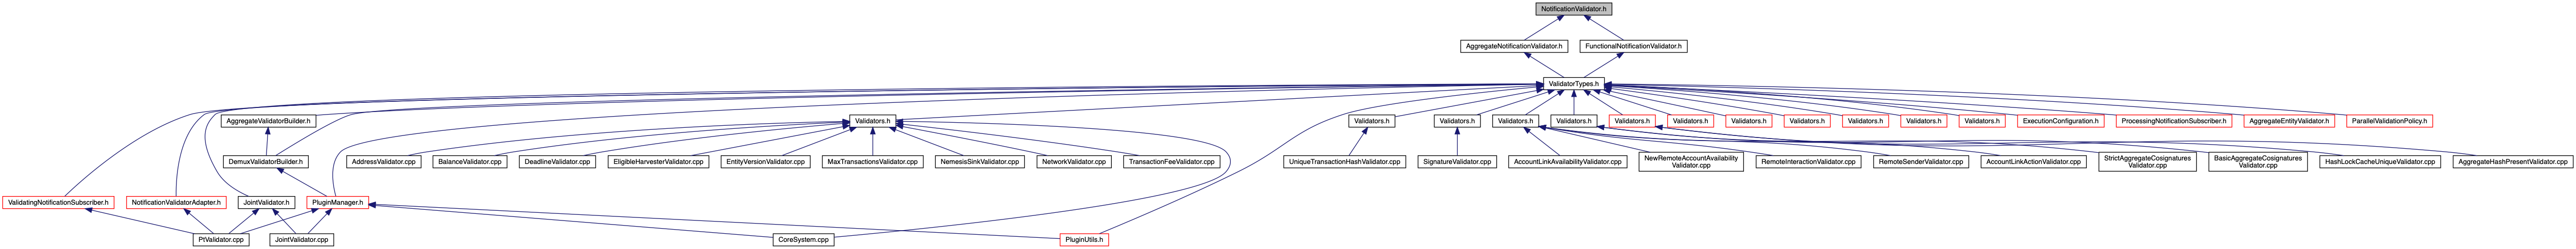 NotificationValidator.h
AggregateNotificationValidator.h
FunctionalNotificationValidator.h
ValidatorTypes.h
AggregateValidatorBuilder.h
Validators.h
Validators.h
Validators.h
Validators.h
Validators.h
Validators.h
Validators.h
Validators.h
Validators.h
Validators.h
Validators.h
Validators.h
ExecutionConfiguration.h
ProcessingNotificationSubscriber.h
AggregateEntityValidator.h
ParallelValidationPolicy.h
DemuxValidatorBuilder.h
AddressValidator.cpp
BalanceValidator.cpp
DeadlineValidator.cpp
EligibleHarvesterValidator.cpp
EntityVersionValidator.cpp
MaxTransactionsValidator.cpp
NemesisSinkValidator.cpp
NetworkValidator.cpp
TransactionFeeValidator.cpp
UniqueTransactionHashValidator.cpp
SignatureValidator.cpp
AccountLinkAvailabilityValidator.cpp
NewRemoteAccountAvailability
Validator.cpp
RemoteInteractionValidator.cpp
RemoteSenderValidator.cpp
AccountLinkActionValidator.cpp
StrictAggregateCosignatures
Validator.cpp
BasicAggregateCosignatures
Validator.cpp
HashLockCacheUniqueValidator.cpp
AggregateHashPresentValidator.cpp
ValidatingNotificationSubscriber.h
NotificationValidatorAdapter.h
JointValidator.h
PluginManager.h
PtValidator.cpp
JointValidator.cpp
CoreSystem.cpp
PluginUtils.h